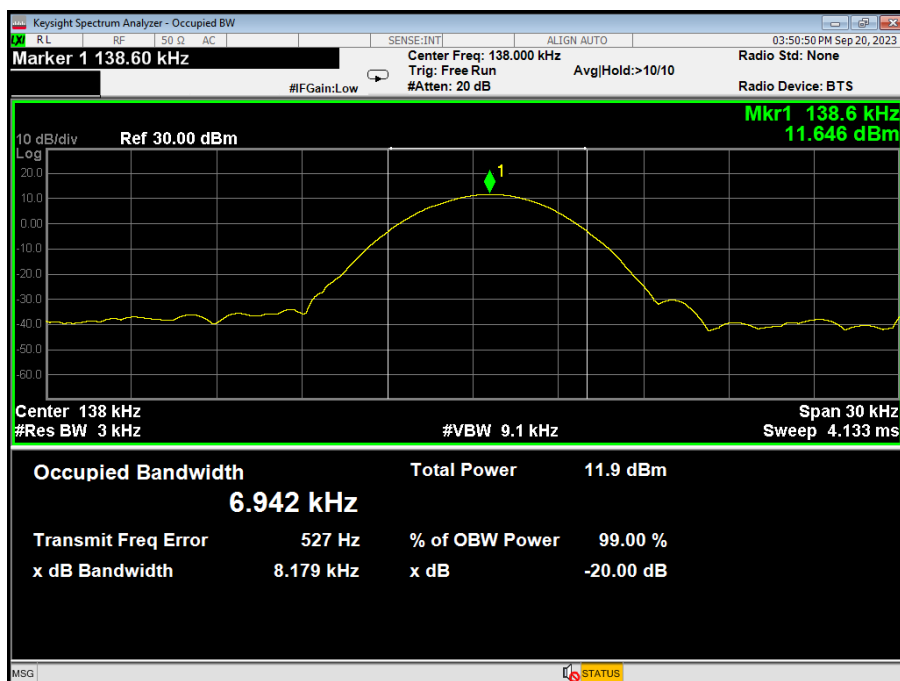 Keysight Spectrum Analyzer - Occupied BW
LXI RL RF 50 Ω AC SENSE:INT ALIGN AUTO 03:50:50 PM Sep 20, 2023
Marker 1 138.60 kHz Center Freq: 138.000 kHz Radio Std: None
Trig: Free Run Avg|Hold:>10/10
#IFGain:Low #Atten: 20 dB Radio Device: BTS
Mkr1 138.6 kHz
10 dB/div Ref 30.00 dBm 11.646 dBm
Log
20.0
1
10.0
0.00
-10.0
-20.0
-30.0
-40.0
-50.0
-60.0
Center 138 kHz Span 30 kHz
#Res BW 3 kHz #VBW 9.1 kHz Sweep 4.133 ms
Occupied Bandwidth Total Power 11.9 dBm
6.942 kHz
Transmit Freq Error 527 Hz % of OBW Power 99.00 %
x dB Bandwidth 8.179 kHz x dB -20.00 dB
MSG STATUS